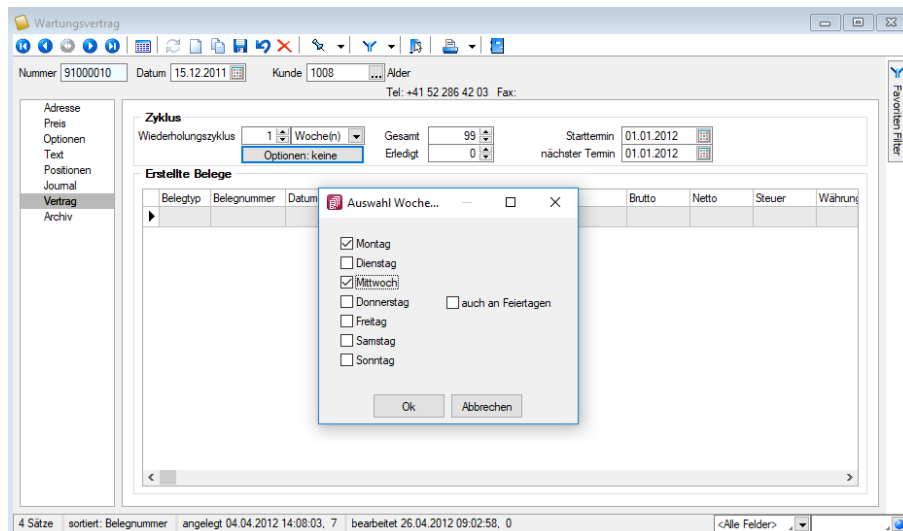 Wartungsvertrag
Nummer 91000010 Datum 15.12.2011 Kunde 1008 ... Alder
Tel: +41 52 286 42 03 Fax:
Favoriten Filter
Adresse
Preis
Optionen
Text
Positionen
Journal
Vertrag
Archiv
Zyklus
Wiederholungszyklus 1 Woche(n) Gesamt 99 Starttermin 01.01.2012
Optionen: keine Erledigt 0 nächster Termin 01.01.2012
Erstellte Belege
Belegtyp Belegnummer Datum Brutto Netto Steuer Währung
Auswahl Woche...
Montag
Dienstag
Mittwoch
Donnerstag auch an Feiertagen
Freitag
Samstag
Sonntag
Ok Abbrechen
4 Sätze sortiert: Belegnummer angelegt 04.04.2012 14:08:03, 7 bearbeitet 26.04.2012 09:02:58, 0 <Alle Felder>